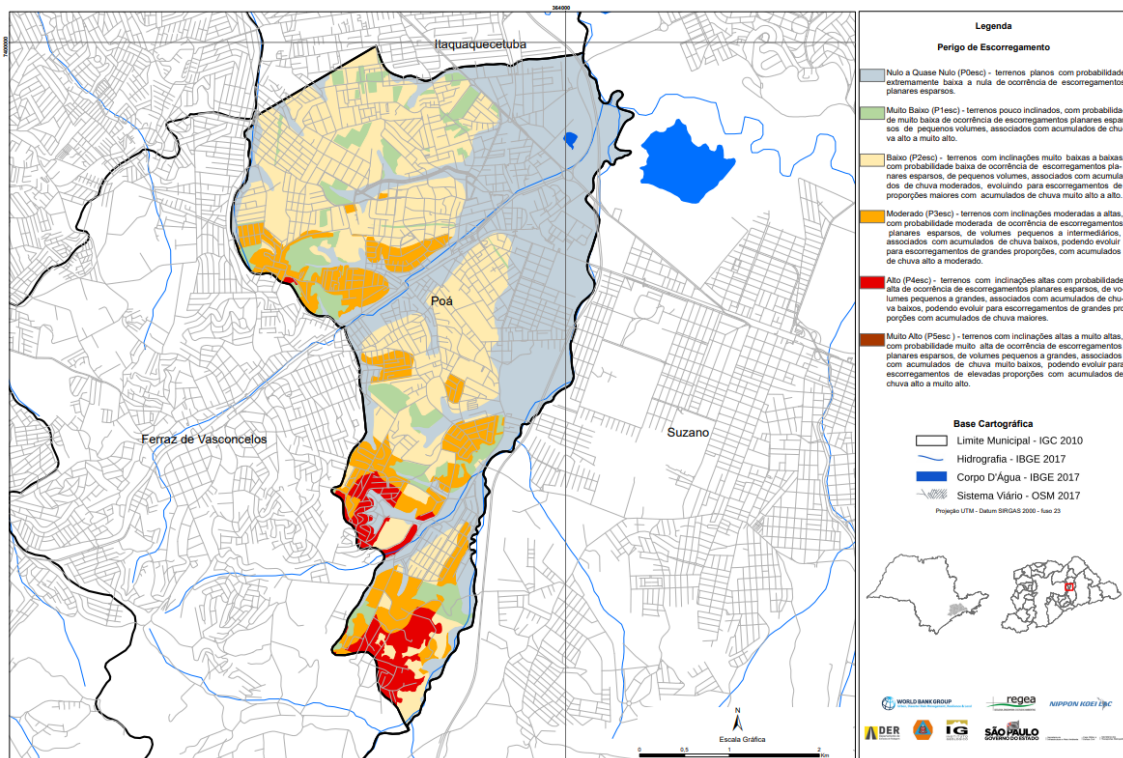 384000
7400000
Itaquaquecetuba
Poá
Ferraz de Vasconcelos
Suzano
N
Escala Gráfica
0 0,5 1 2
Km
Legenda
Perigo de Escorregamento
Nulo a Quase Nulo (P0esc) - terrenos planos com probabilidade
extremamente baixa a nula de ocorrência de escorregamentos
planares esparsos.
Muito Baixo (P1esc) - terrenos pouco inclinados, com probabilida
de muito baixa de ocorrência de escorregamentos planares espar
sos de pequenos volumes, associados com acumulados de chu-
va alto a muito alto.
Baixo (P2esc) - terrenos com inclinações muito baixas a baixas
com probabilidade baixa de ocorrência de escorregamentos pla-
nares esparsos, de pequenos volumes, associados com acumula
dos de chuva moderados, evoluindo para escorregamentos de
proporções maiores com acumulados de chuva muito alto a alto.
Moderado (P3esc) - terrenos com inclinações moderadas a altas,
com probabilidade moderada de ocorrência de escorregamentos
planares esparsos, de volumes pequenos a intermediários,
associados com acumulados de chuva baixos, podendo evoluir
para escorregamentos de grandes proporções, com acumulados
de chuva alto a moderado.
Alto (P4esc) - terrenos com inclinações altas com probabilidade
alta de ocorrência de escorregamentos planares esparsos, de vo-
lumes pequenos a grandes, associados com acumulados de chu-
va baixos, podendo evoluir para escorregamentos de grandes pro
porções com acumulados de chuva maiores.
Muito Alto (P5esc ) - terrenos com inclinações altas a muito altas,
com probabilidade muito alta de ocorrência de escorregamentos
planares esparsos, de volumes pequenos a grandes, associados
com acumulados de chuva muito baixos, podendo evoluir para
escorregamentos de elevadas proporções com acumulados de
chuva alto a muito alto.
Base Cartográfica
Limite Municipal - IGC 2010
Hidrografia - IBGE 2017
Corpo D'Água - IBGE 2017
Sistema Viário - OSM 2017
Projeção UTM - Datum SIRGAS 2000 - fuso 23
WORLD BANK GROUP
regea
NIPPON KOEI LAC
DER
IG
SÃO PAULO
GOVERNO DO ESTADO